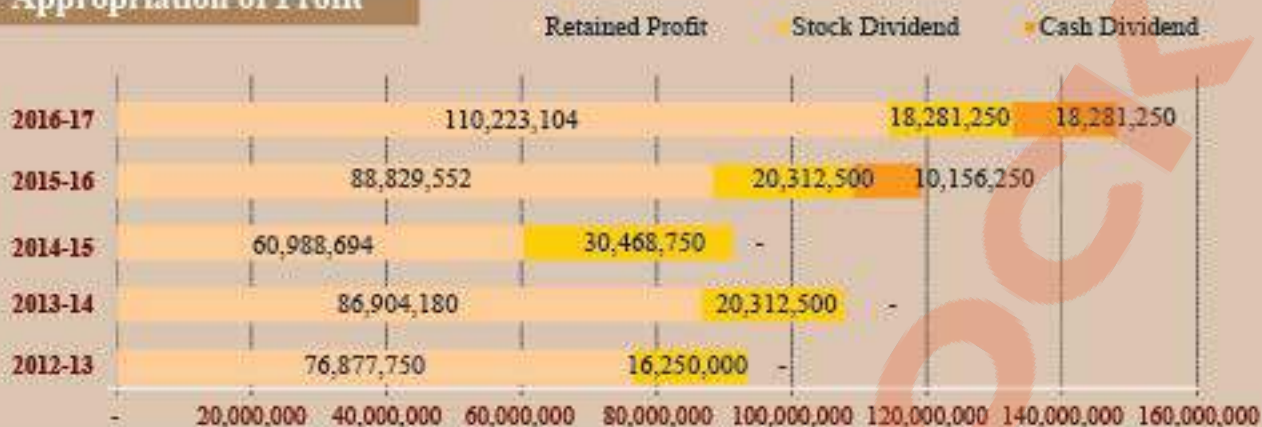 Appropriation of Profit
Retained Profit Stock Dividend Cash Dividend
2016-17 110,223,104 18,281,250 18,281,250
2015-16 88,829,552 20,312,500 10,156,250
2014-15 60,988,694 30,468,750 -
2013-14 86,904,180 20,312,500 -
2012-13 76,877,750 16,250,000 -
- 20,000,000 40,000,000 60,000,000 80,000,000 100,000,000 120,000,000 140,000,000 160,000,000
OCK